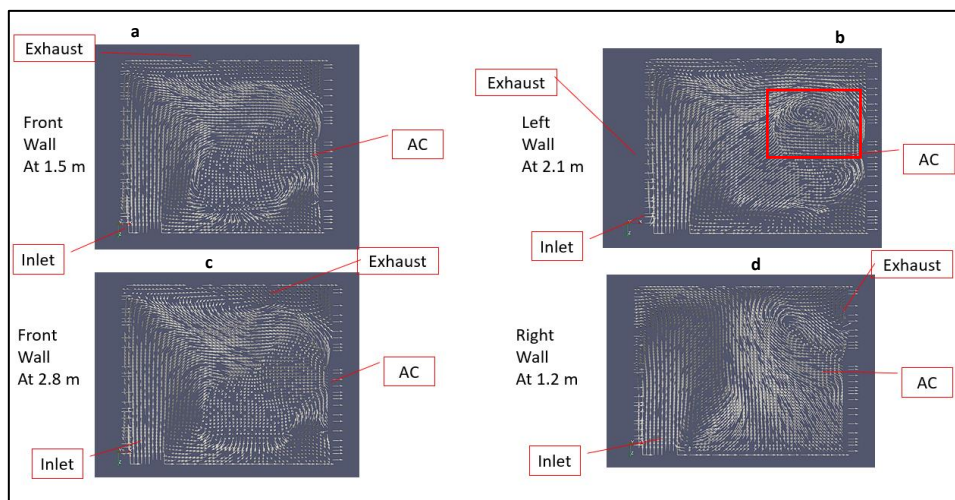 a
Exhaust
Front
Wall
At 1.5 m
AC
Inlet
b
Exhaust
Left
Wall
At 2.1 m
AC
Inlet
c
Exhaust
Front
Wall
At 2.8 m
AC
Inlet
d
Exhaust
Right
Wall
At 1.2 m
AC
Inlet